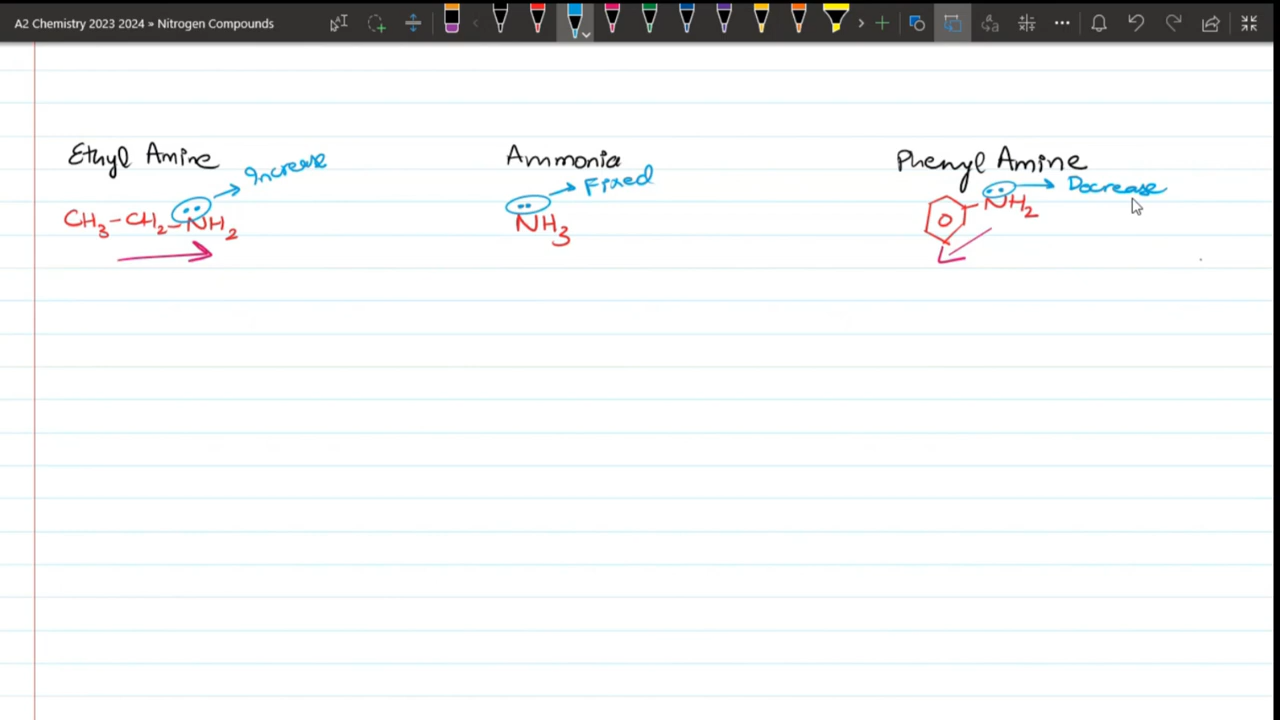 A2 Chemistry 2023 2024 » Nitrogen Compounds
Ethyl Amine
Increase
CH3-CH2-NH2
Ammonia
Fixed
NH3
Phenyl Amine
Decrease
NH2